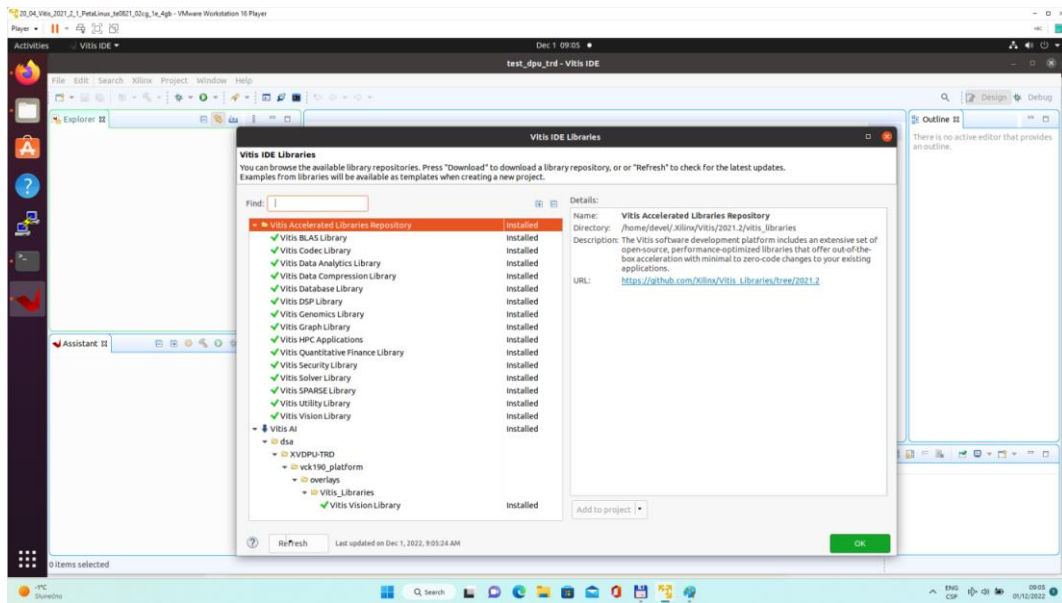 20_04_Vitis_2021_2_1_PetaLinux_te0821_02cg_1e_4gb - VMware Workstation 16 Player
Player
Activities
Vitis IDE
Dec 1 09:05
test_dpu_trd - Vitis IDE
File Edit Search Xilinx Project Window Help
Design
Debug
Explorer
Outline
There is no active editor that provides
an outline.
Vitis IDE Libraries
Vitis IDE Libraries
You can browse the available library repositories. Press "Download" to download a library repository, or or "Refresh" to check for the latest updates.
Examples from libraries will be available as templates when creating a new project.
Find:
Vitis Accelerated Libraries Repository Installed
Vitis BLAS Library Installed
Vitis Codec Library Installed
Vitis Data Analytics Library Installed
Vitis Data Compression Library Installed
Vitis Database Library Installed
Vitis DSP Library Installed
Vitis Genomics Library Installed
Vitis Graph Library Installed
Vitis HPC Applications Installed
Vitis Quantitative Finance Library Installed
Vitis Security Library Installed
Vitis Solver Library Installed
Vitis SPARSE Library Installed
Vitis Utility Library Installed
Vitis Vision Library Installed
Vitis AI Installed
dsa
XVDPU-TRD
vck190_platform
overlays
Vitis_Libraries
Vitis Vision Library Installed
Details:
Name: Vitis Accelerated Libraries Repository
Directory: /home/devel/.Xilinx/Vitis/2021.2/vitis_libraries
Description: The Vitis software development platform includes an extensive set of
open-source, performance-optimized libraries that offer out-of-the-
box acceleration with minimal to zero-code changes to your existing
applications.
URL: https://github.com/Xilinx/Vitis_Libraries/tree/2021.2
Add to project
Refresh
Last updated on Dec 1, 2022, 9:05:24 AM
OK
Assistant
0 items selected
-1°C
Slunečno
Search
ENG
CSP
09:05
01/12/2022